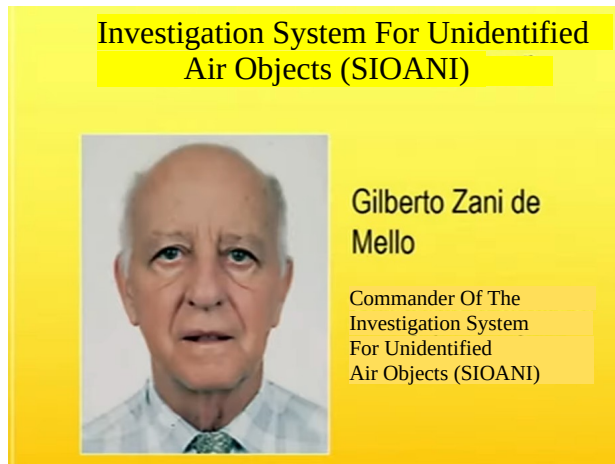 Investigation System For Unidentified
Air Objects (SIOANI)
Gilberto Zani de
Mello
Commander Of The
Investigation System
For Unidentified
Air Objects (SIOANI)